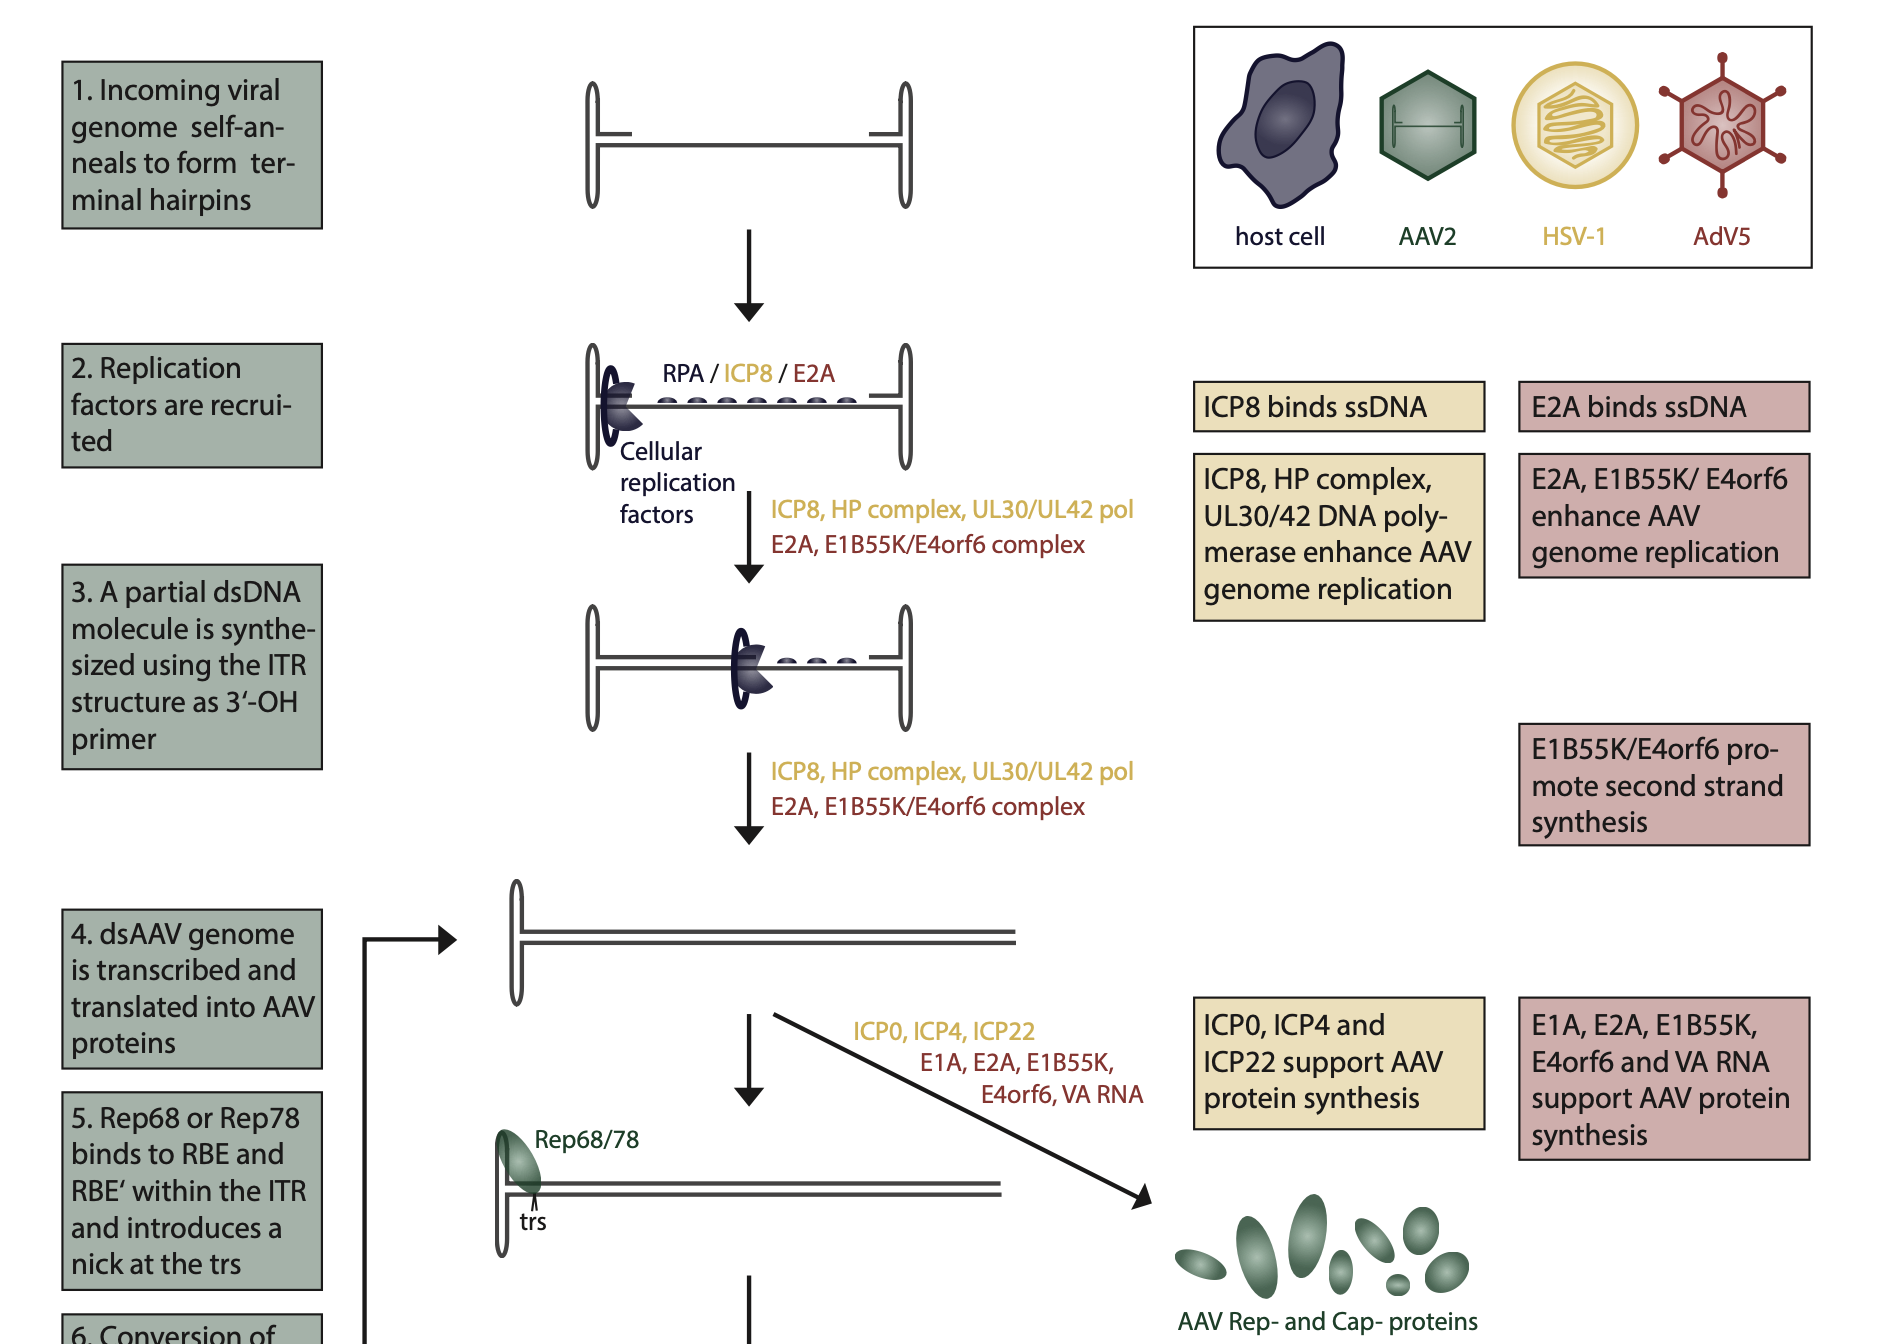 1. Incoming viral
genome self-an-
neals to form ter-
minal hairpins
host cell
AAV2
HSV-1
AdV5
2. Replication
factors are recrui-
ted
RPA / ICP8 / E2A
Cellular
replication
factors
ICP8 binds ssDNA
E2A binds ssDNA
ICP8, HP complex,
UL30/42 DNA poly-
merase enhance AAV
genome replication
E2A, E1B55K/ E4orf6
enhance AAV
genome replication
ICP8, HP complex, UL30/UL42 pol
E2A, E1B55K/E4orf6 complex
3. A partial dsDNA
molecule is synthe-
sized using the ITR
structure as 3‘-OH
primer
ICP8, HP complex, UL30/UL42 pol
E2A, E1B55K/E4orf6 complex
E1B55K/E4orf6 pro-
mote second strand
synthesis
4. dsAAV genome
is transcribed and
translated into AAV
proteins
ICP0, ICP4, ICP22
E1A, E2A, E1B55K,
E4orf6, VA RNA
ICP0, ICP4 and
ICP22 support AAV
protein synthesis
E1A, E2A, E1B55K,
E4orf6 and VA RNA
support AAV protein
synthesis
5. Rep68 or Rep78
binds to RBE and
RBE‘ within the ITR
and introduces a
nick at the trs
Rep68/78
trs
AAV Rep- and Cap- proteins
6. Conversion of